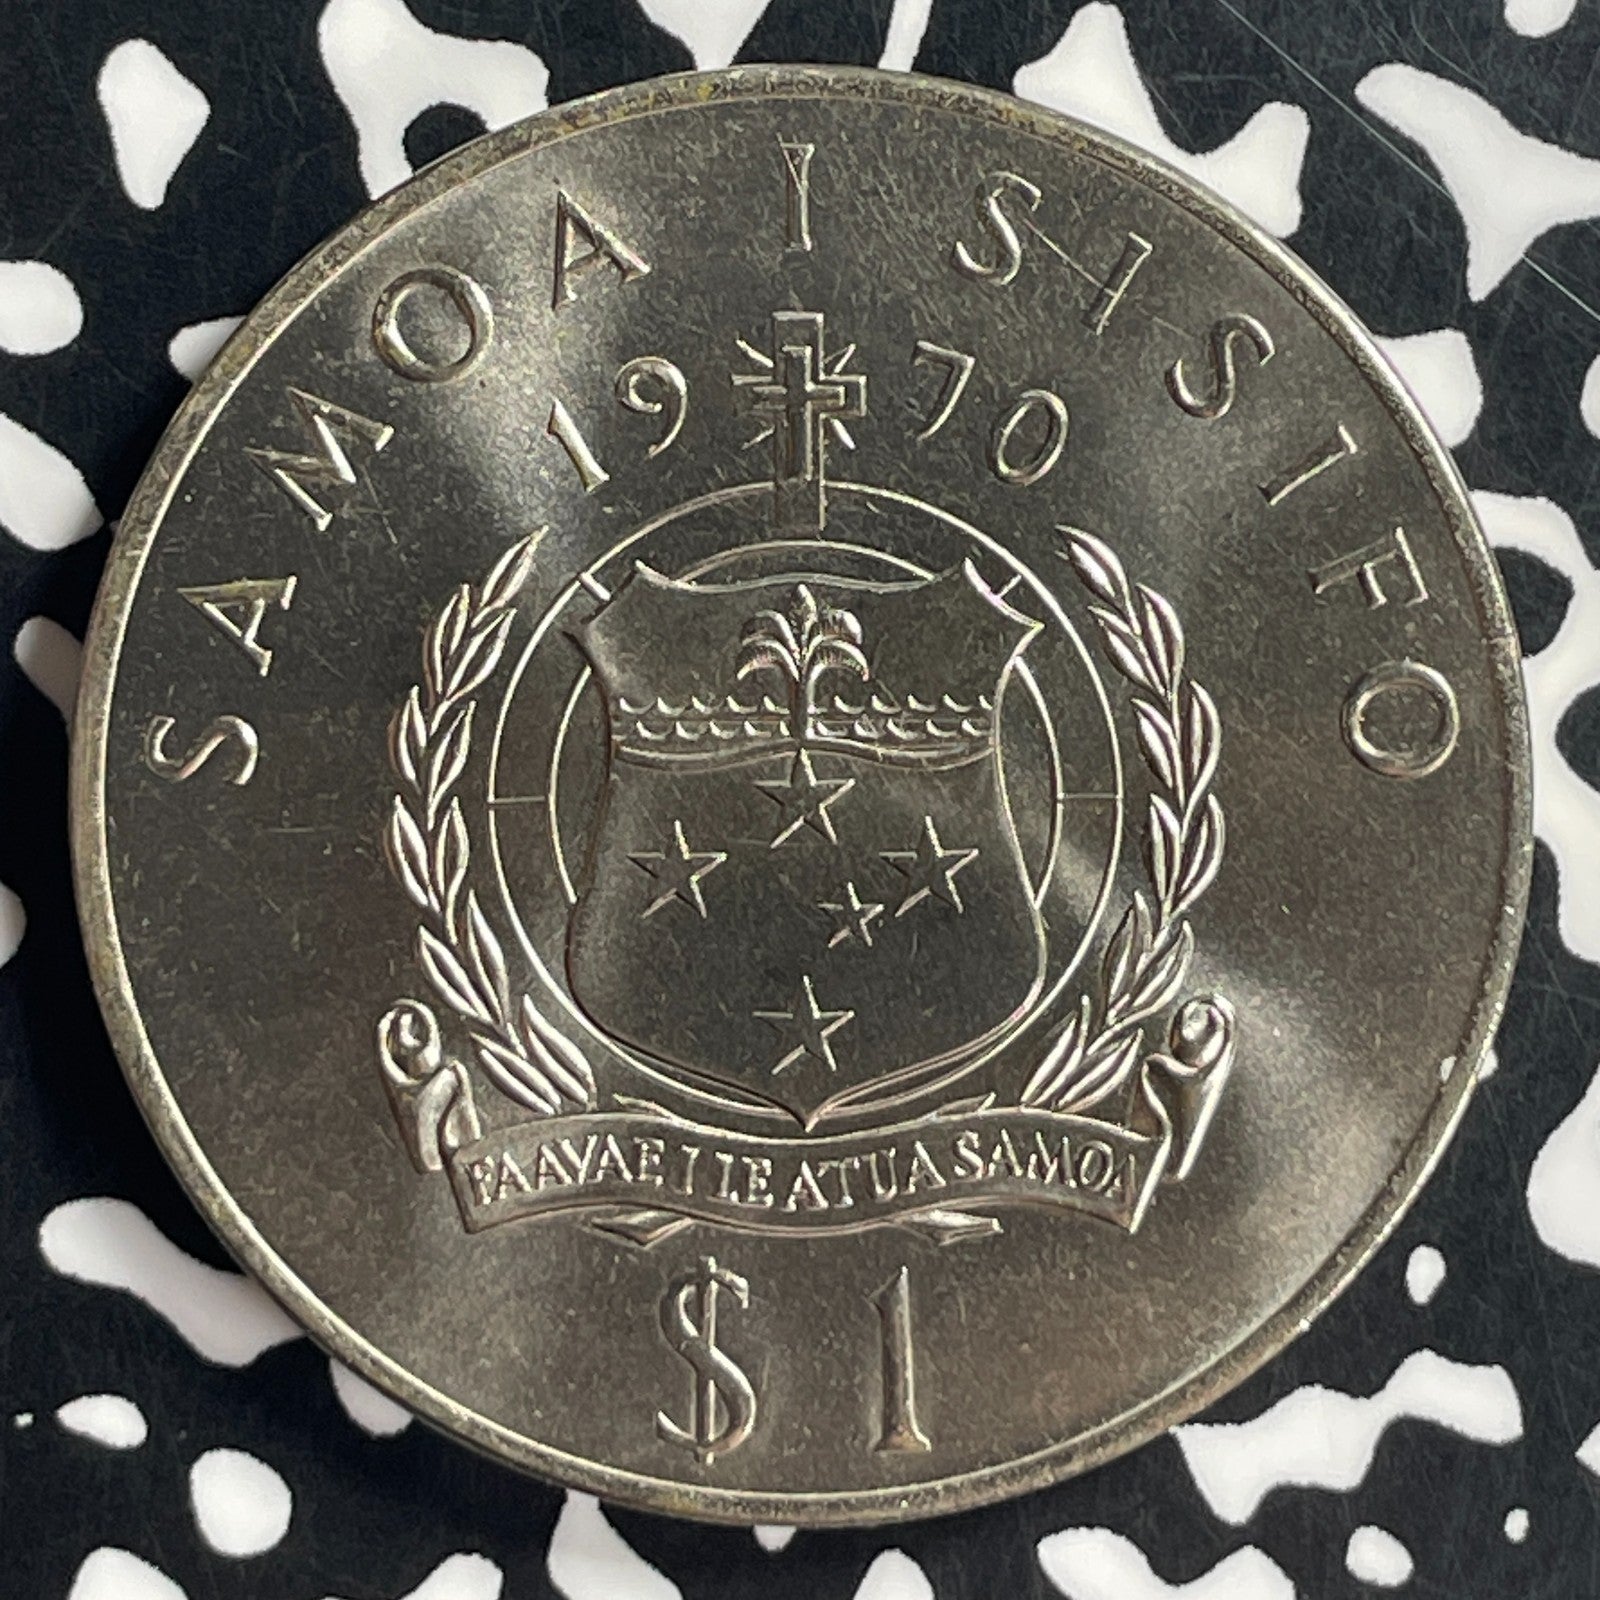 SAMOA I SISIFO
1970
FAAVAE I LE ATUA SAMOA
$1